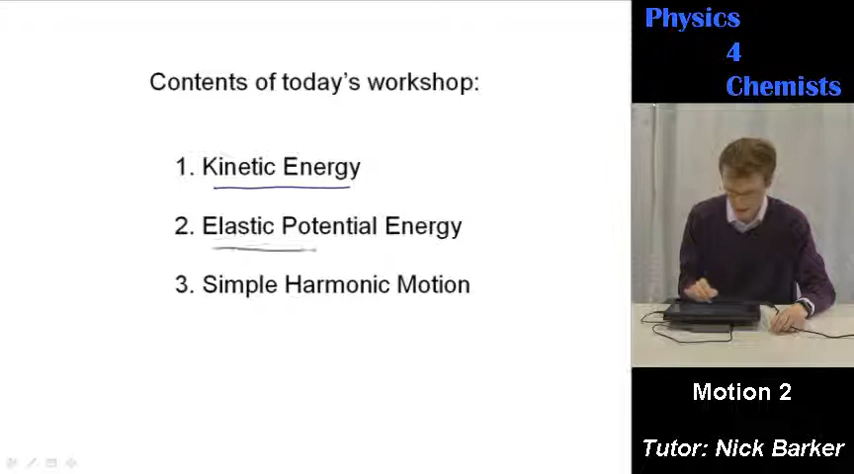 Contents of today's workshop:
1. Kinetic Energy
2. Elastic Potential Energy
3. Simple Harmonic Motion
Physics
4
Chemists
Motion 2
Tutor: Nick Barker